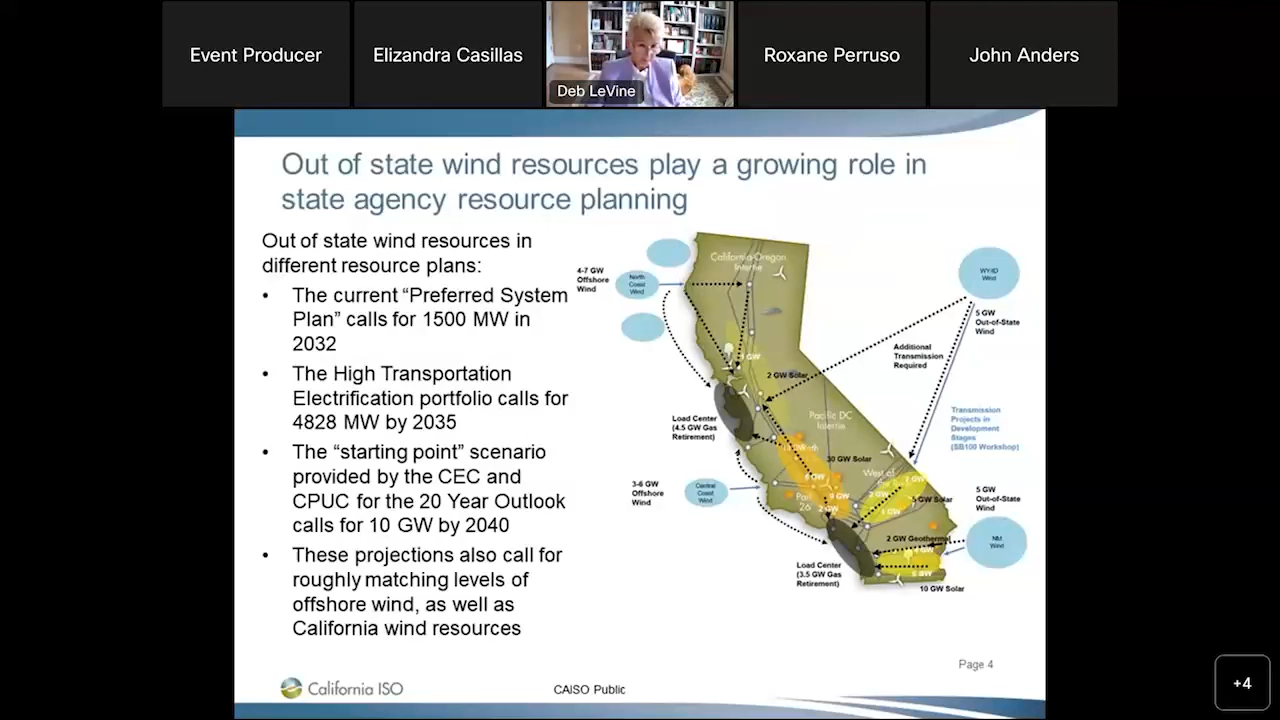 Event Producer
Elizandra Casillas
Deb LeVine
Roxane Perruso
John Anders
Out of state wind resources play a growing role in
state agency resource planning
Out of state wind resources in
different resource plans:
• The current “Preferred System
Plan” calls for 1500 MW in
2032
• The High Transportation
Electrification portfolio calls for
4828 MW by 2035
• The “starting point” scenario
provided by the CEC and
CPUC for the 20 Year Outlook
calls for 10 GW by 2040
• These projections also call for
roughly matching levels of
offshore wind, as well as
California wind resources
4-7 GW
Offshore
Wind
North
Coast
Wind
California-Oregon
Intertie
WY/ID
Wind
5 GW
Out-of-State
Wind
Additional
Transmission
Required
2 GW Solar
Load Center
(4.5 GW Gas
Retirement)
Pacific DC
Intertie
Transmission
Projects in
Development
Stages
(SB100 Workshop)
30 GW Solar
West of
3-6 GW
Offshore
Wind
Central
Coast
Wind
26
5 GW Solar
5 GW
Out-of-State
Wind
2 GW Geothermal
NM
Wind
Load Center
(3.5 GW Gas
Retirement)
10 GW Solar
Page 4
California ISO
CAISO Public
+4